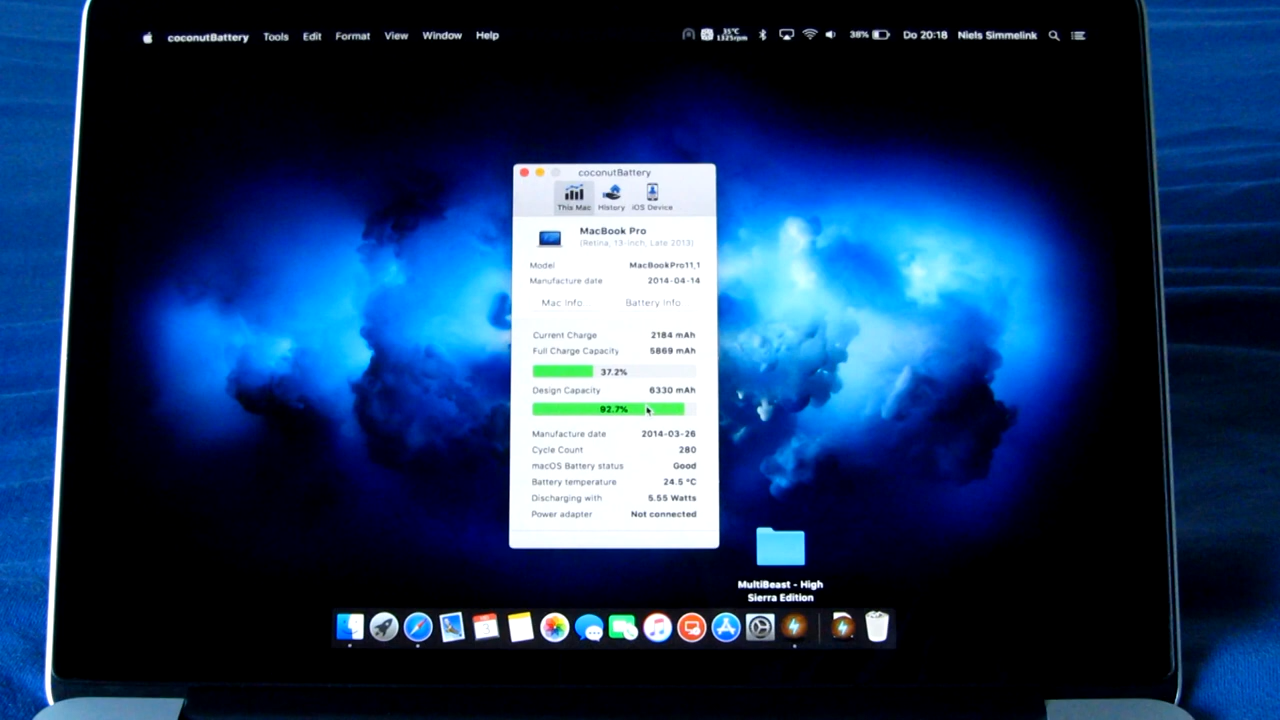 coconutBattery Tools Edit Format View Window Help 35°C 1325rpm 38% Do 20:18 Niels Simmelink
coconutBattery
This Mac History iOS Device
MacBook Pro
(Retina, 13-inch, Late 2013)
Model MacBookPro11,1
Manufacture date 2014-04-14
Mac Info... Battery Info...
Current Charge 2184 mAh
Full Charge Capacity 5869 mAh
37.2%
Design Capacity 6330 mAh
92.7%
Manufacture date 2014-03-26
Cycle Count 280
macOS Battery status Good
Battery temperature 24.5 °C
Discharging with 5.55 Watts
Power adapter Not connected
MultiBeast - High
Sierra Edition
3